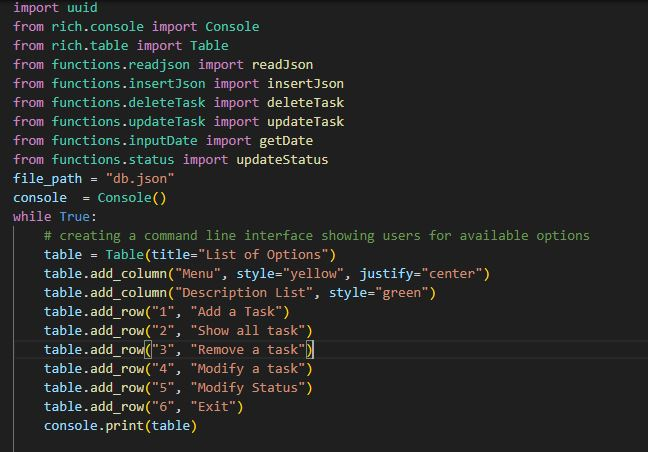 import uuid
from rich.console import Console
from rich.table import Table
from functions.readjson import readJson
from functions.insertJson import insertJson
from functions.deleteTask import deleteTask
from functions.updateTask import updateTask
from functions.inputDate import getDate
from functions.status import updateStatus
file_path = "db.json"
console  = Console()
while True:
    # creating a command line interface showing users for available options
    table = Table(title="List of Options")
    table.add_column("Menu", style="yellow", justify="center")
    table.add_column("Description List", style="green")
    table.add_row("1", "Add a Task")
    table.add_row("2", "Show all task")
    table.add_row("3", "Remove a task")
    table.add_row("4", "Modify a task")
    table.add_row("5", "Modify Status")
    table.add_row("6", "Exit")
    console.print(table)